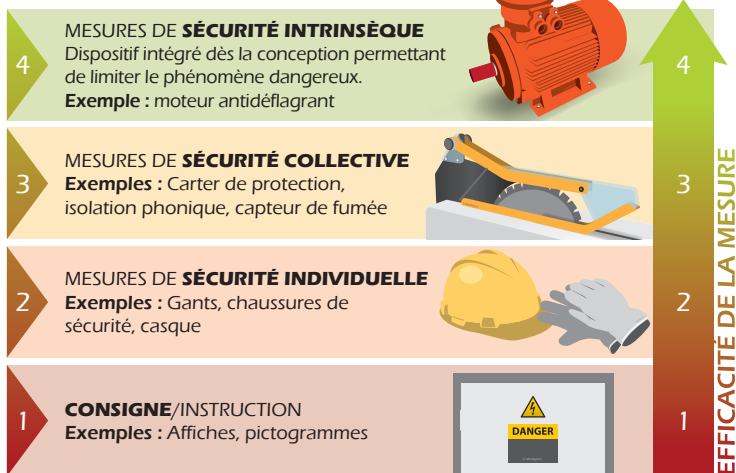 4
MESURES DE SÉCURITÉ INTRINSÈQUE
Dispositif intégré dès la conception permettant
de limiter le phénomène dangereux.
Exemple : moteur antidéflagrant
4
3
MESURES DE SÉCURITÉ COLLECTIVE
Exemples : Carter de protection,
isolation phonique, capteur de fumée
3
2
MESURES DE SÉCURITÉ INDIVIDUELLE
Exemples : Gants, chaussures de
sécurité, casque
2
1
CONSIGNE/INSTRUCTION
Exemples : Affiches, pictogrammes
DANGER
1
EFFICACITÉ DE LA MESURE